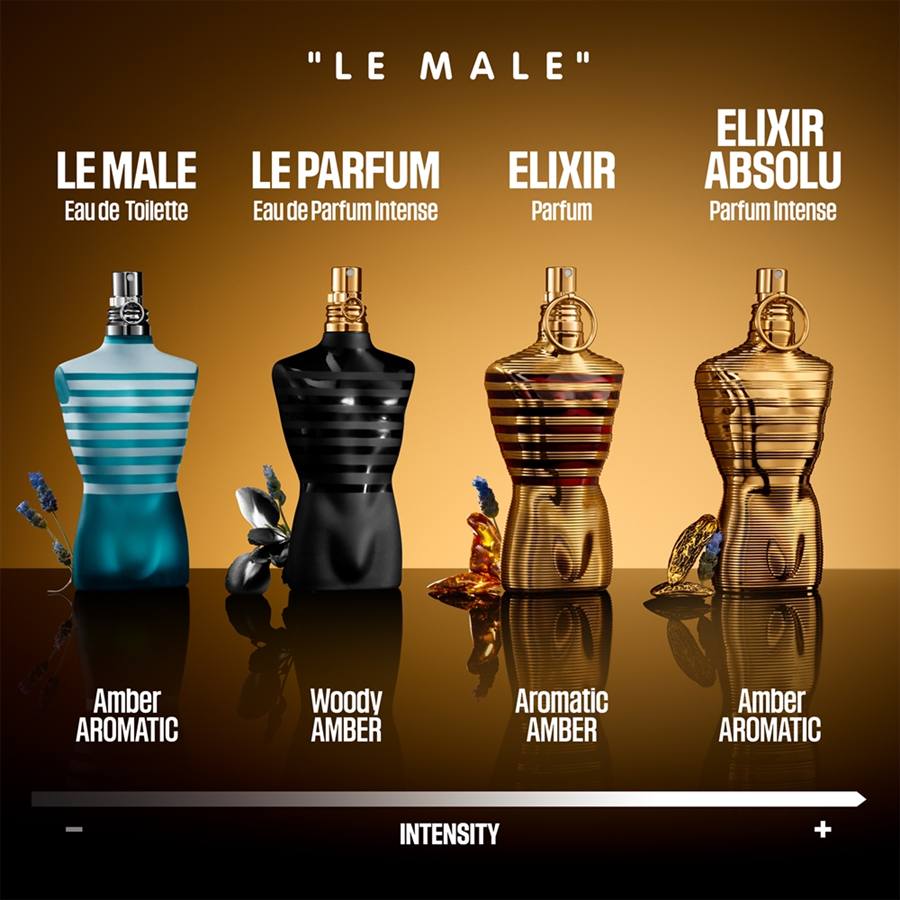 "LE MALE"
LE MALE
Eau de Toilette
LE PARFUM
Eau de Parfum Intense
ELIXIR
Parfum
ELIXIR
ABSOLU
Parfum Intense
Amber
AROMATIC
Woody
AMBER
Aromatic
AMBER
Amber
AROMATIC
− INTENSITY +